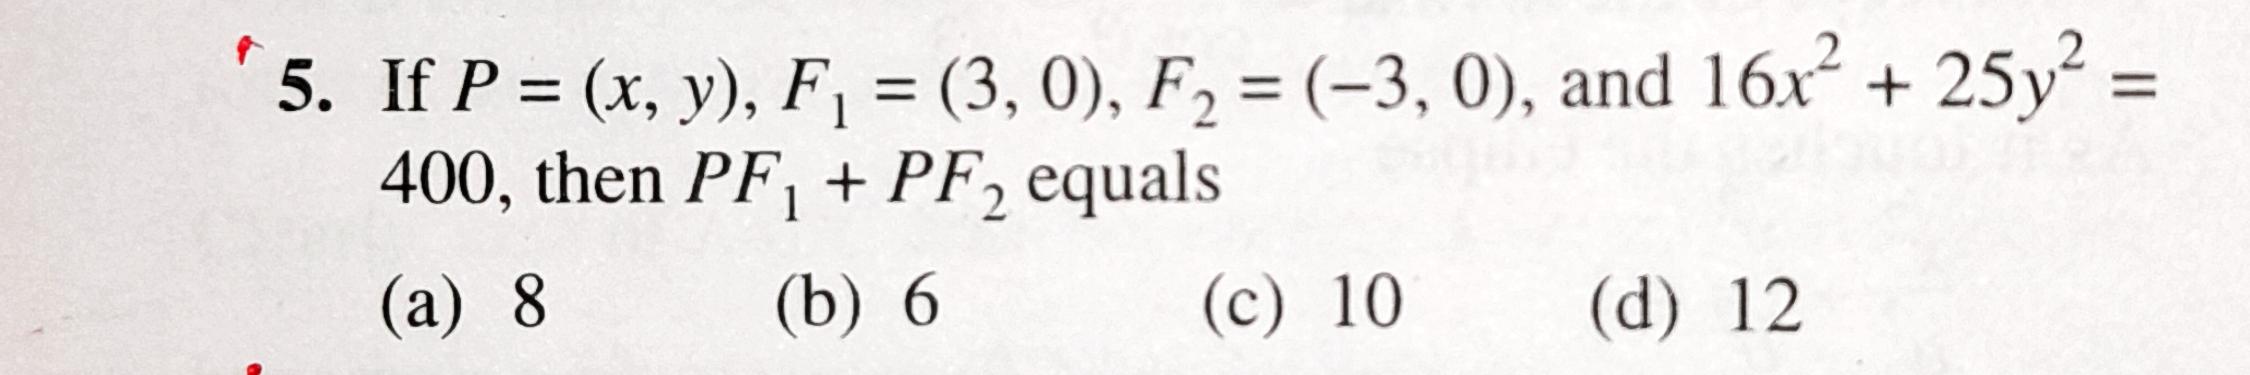 5. If P = (x, y), F₁ = (3, 0), F₂ = (−3, 0), and 16x² + 25y² =
400, then PF₁ + PF₂ equals
(a) 8 (b) 6 (c) 10 (d) 12